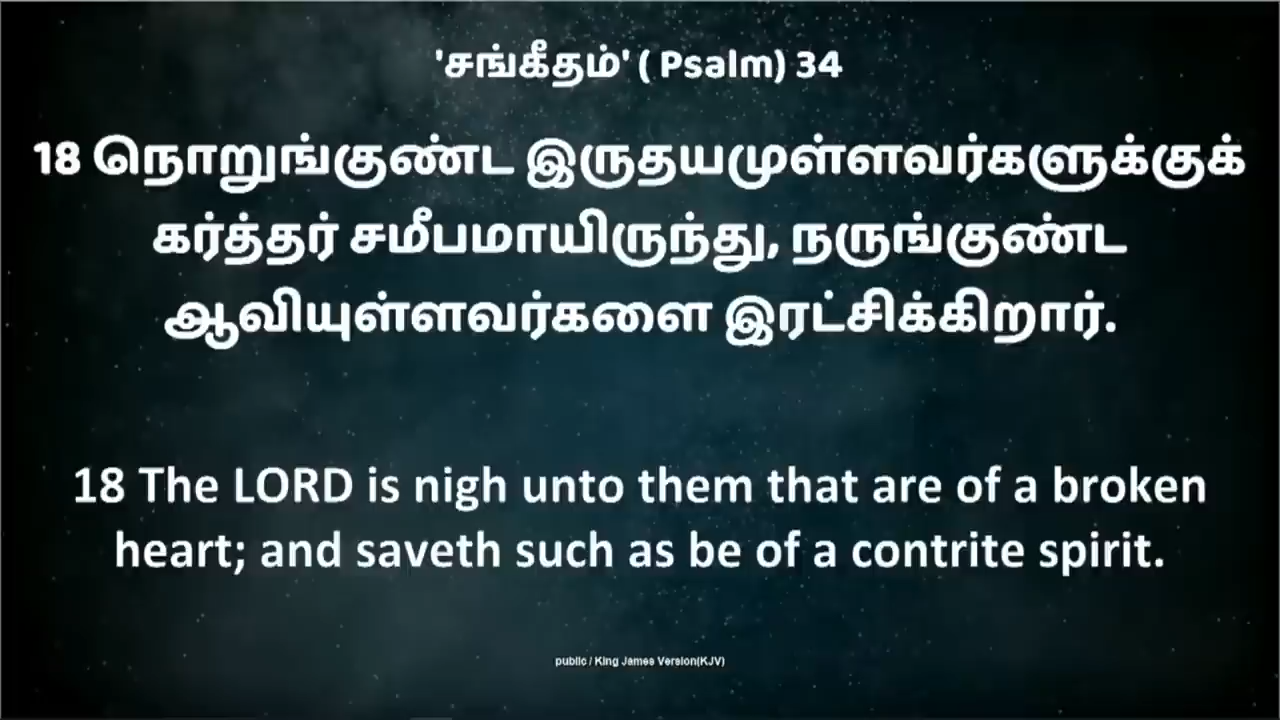 'சங்கீதம்' ( Psalm) 34
18 நொறுங்குண்ட இருதயமுள்ளவர்களுக்குக்
கர்த்தர் சமீபமாயிருந்து, நருங்குண்ட
ஆவியுள்ளவர்களை இரட்சிக்கிறார்.
18 The LORD is nigh unto them that are of a broken
heart; and saveth such as be of a contrite spirit.
public / King James Version(KJV)